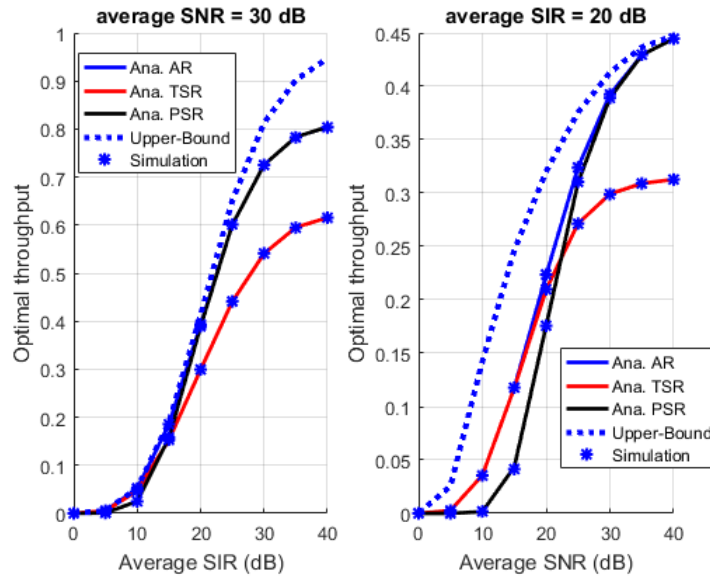 average SNR = 30 dB
Optimal throughput
1
0.9
0.8
0.7
0.6
0.5
0.4
0.3
0.2
0.1
0
Ana. AR
Ana. TSR
Ana. PSR
Upper-Bound
Simulation
0 10 20 30 40
Average SIR (dB)
average SIR = 20 dB
Optimal throughput
0.45
0.4
0.35
0.3
0.25
0.2
0.15
0.1
0.05
0
Ana. AR
Ana. TSR
Ana. PSR
Upper-Bound
Simulation
0 10 20 30 40
Average SNR (dB)